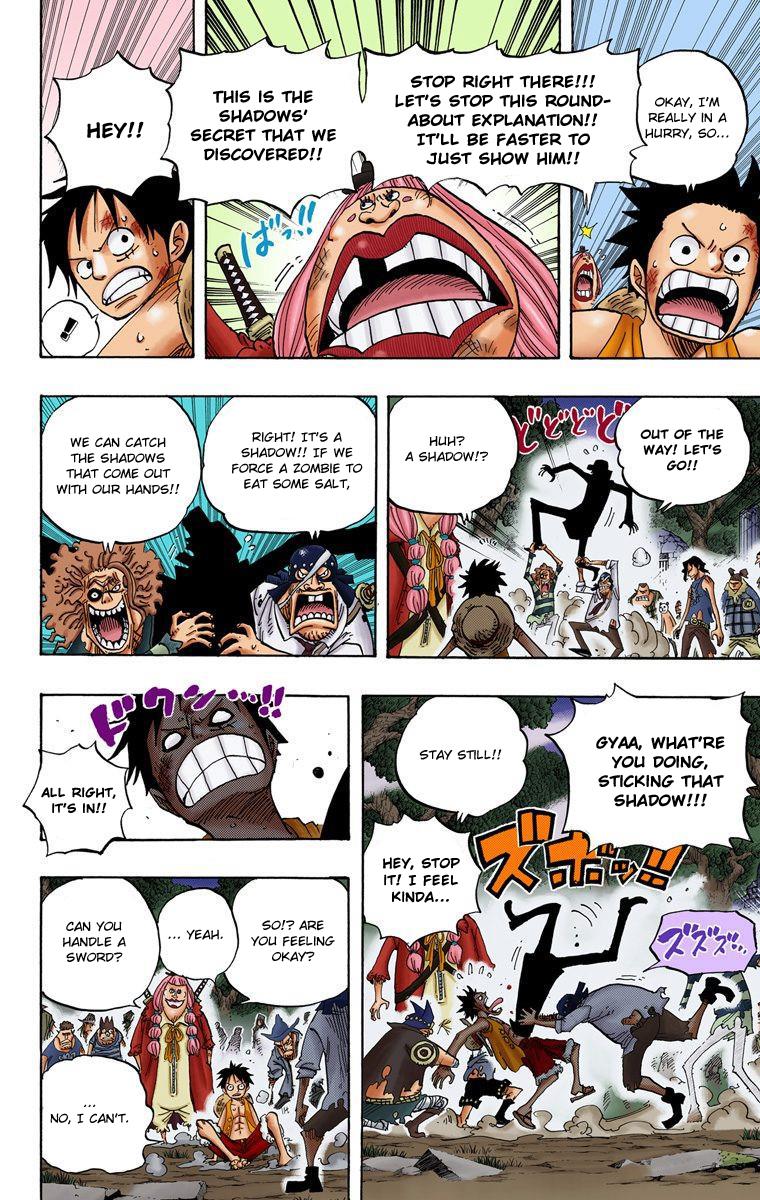 OKAY, I'M
REALLY IN A
HURRY, SO...
STOP RIGHT THERE!!!
LET'S STOP THIS ROUND-
ABOUT EXPLANATION!!
IT'LL BE FASTER TO
JUST SHOW HIM!!
THIS IS THE
SHADOWS'
SECRET THAT WE
DISCOVERED!!
ばっ!!
HEY!!
!
OUT OF THE
WAY! LET'S
GO!!
どどどど
HUH?
A SHADOW!?
RIGHT! IT'S A
SHADOW!! IF WE
FORCE A ZOMBIE TO
EAT SOME SALT,
WE CAN CATCH
THE SHADOWS
THAT COME OUT
WITH OUR HANDS!!
GYAA, WHAT'RE
YOU DOING,
STICKING THAT
SHADOW!!!
STAY STILL!!
ズボッ!!
HEY, STOP
IT! I FEEL
KINDA...
ズズズ...
ドクン...!!
ALL RIGHT,
IT'S IN!!
SO!? ARE
YOU FEELING
OKAY?
... YEAH.
CAN YOU
HANDLE A
SWORD?
...
NO, I CAN'T.